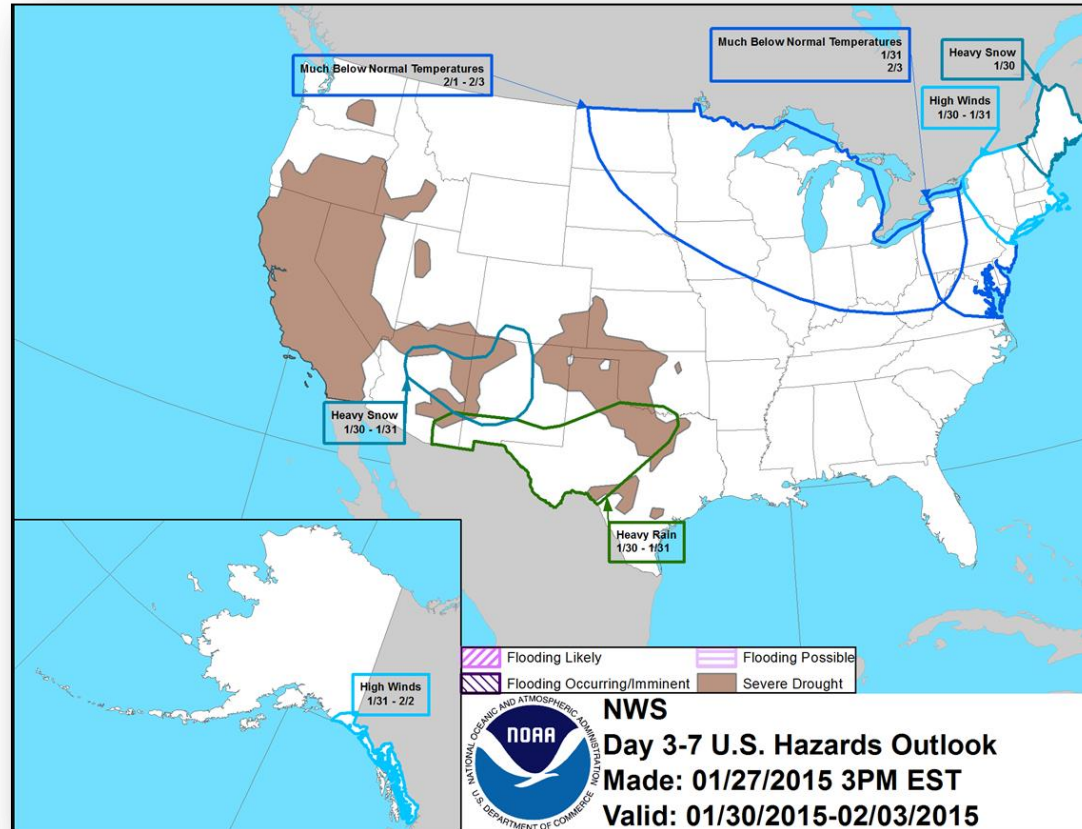 Much Below Normal Temperatures
2/1 - 2/3
Much Below Normal Temperatures
1/31
2/3
Heavy Snow
1/30
High Winds
1/30 - 1/31
Heavy Snow
1/30 - 1/31
Heavy Rain
1/30 - 1/31
High Winds
1/31 - 2/2
Flooding Likely
Flooding Possible
Flooding Occurring/Imminent
Severe Drought
NATIONAL OCEANIC AND ATMOSPHERIC ADMINISTRATION
NOAA
U.S. DEPARTMENT OF COMMERCE
NWS
Day 3-7 U.S. Hazards Outlook
Made: 01/27/2015 3PM EST
Valid: 01/30/2015-02/03/2015